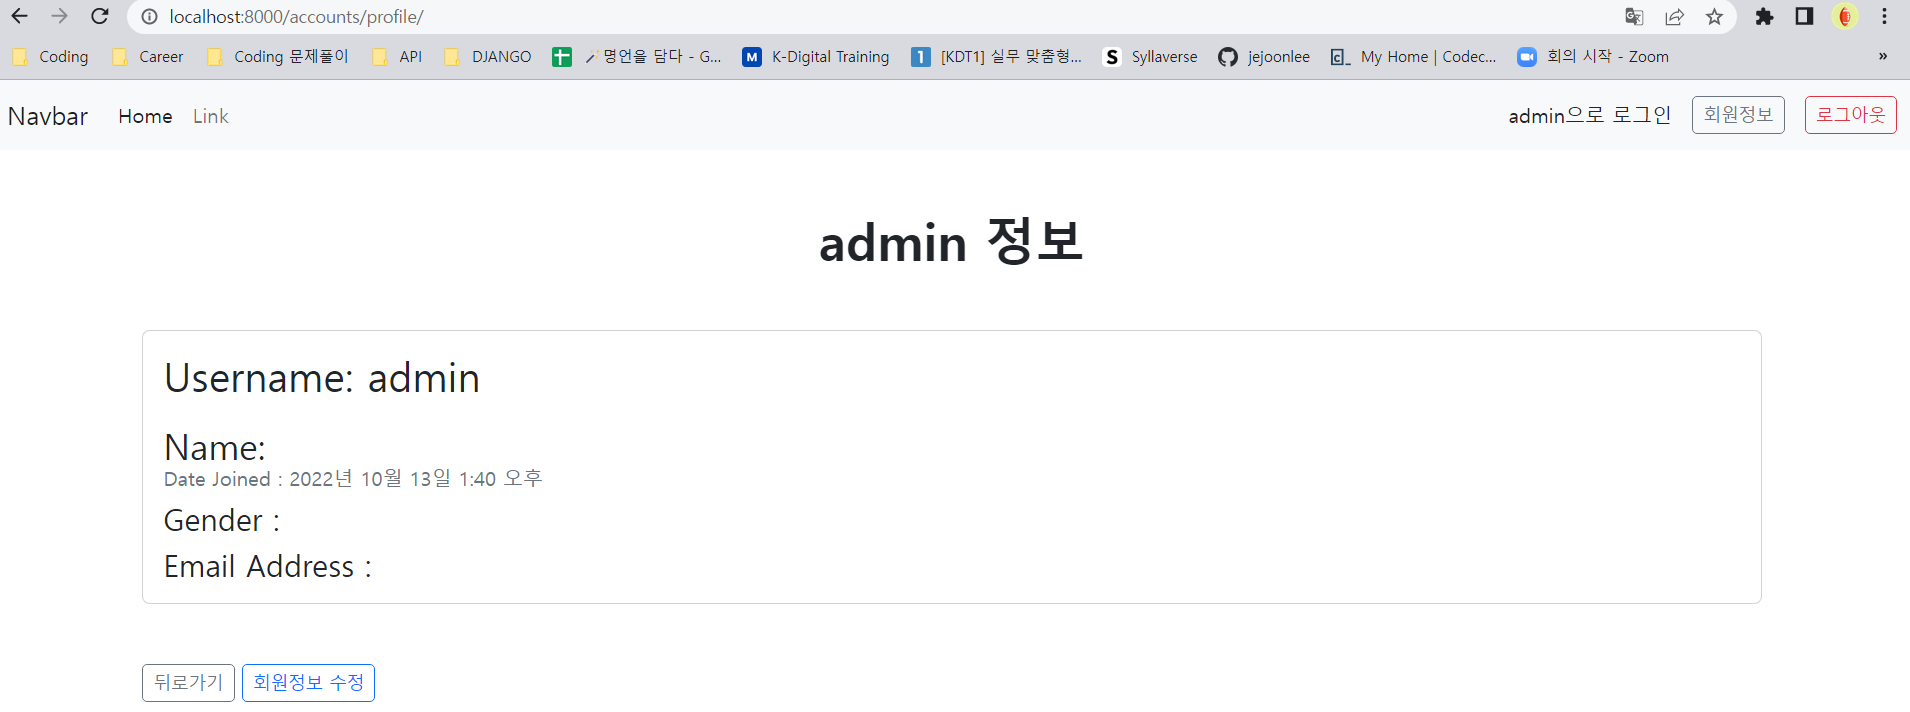 localhost:8000/accounts/profile/
Coding Career Coding 문제풀이 API DJANGO 명언을 담다 - G... K-Digital Training [KDT1] 실무 맞춤형... Syllaverse jejoonlee My Home | Codec... 회의 시작 - Zoom »
Navbar Home Link admin으로 로그인 회원정보 로그아웃
admin 정보
Username: admin
Name:
Date Joined : 2022년 10월 13일 1:40 오후
Gender :
Email Address :
뒤로가기 회원정보 수정